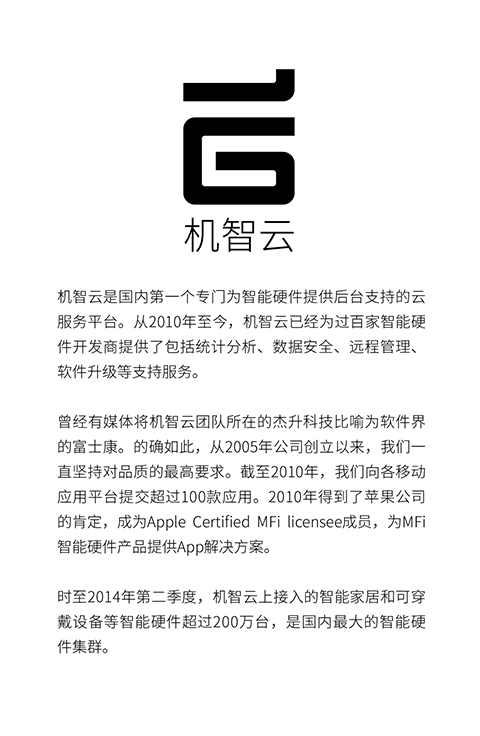 机智云
机智云是国内第一个专门为智能硬件提供后台支持的云
服务平台。从2010年至今，机智云已经为过百家智能硬
件开发商提供了包括统计分析、数据安全、远程管理、
软件升级等支持服务。
曾经有媒体将机智云团队所在的杰升科技比喻为软件界
的富士康。的确如此，从2005年公司创立以来，我们一
直坚持对品质的最高要求。截至2010年，我们向各移动
应用平台提交超过100款应用。2010年得到了苹果公司
的肯定，成为Apple Certified MFi licensee成员，为MFi
智能硬件产品提供App解决方案。
时至2014年第二季度，机智云上接入的智能家居和可穿
戴设备等智能硬件超过200万台，是国内最大的智能硬
件集群。